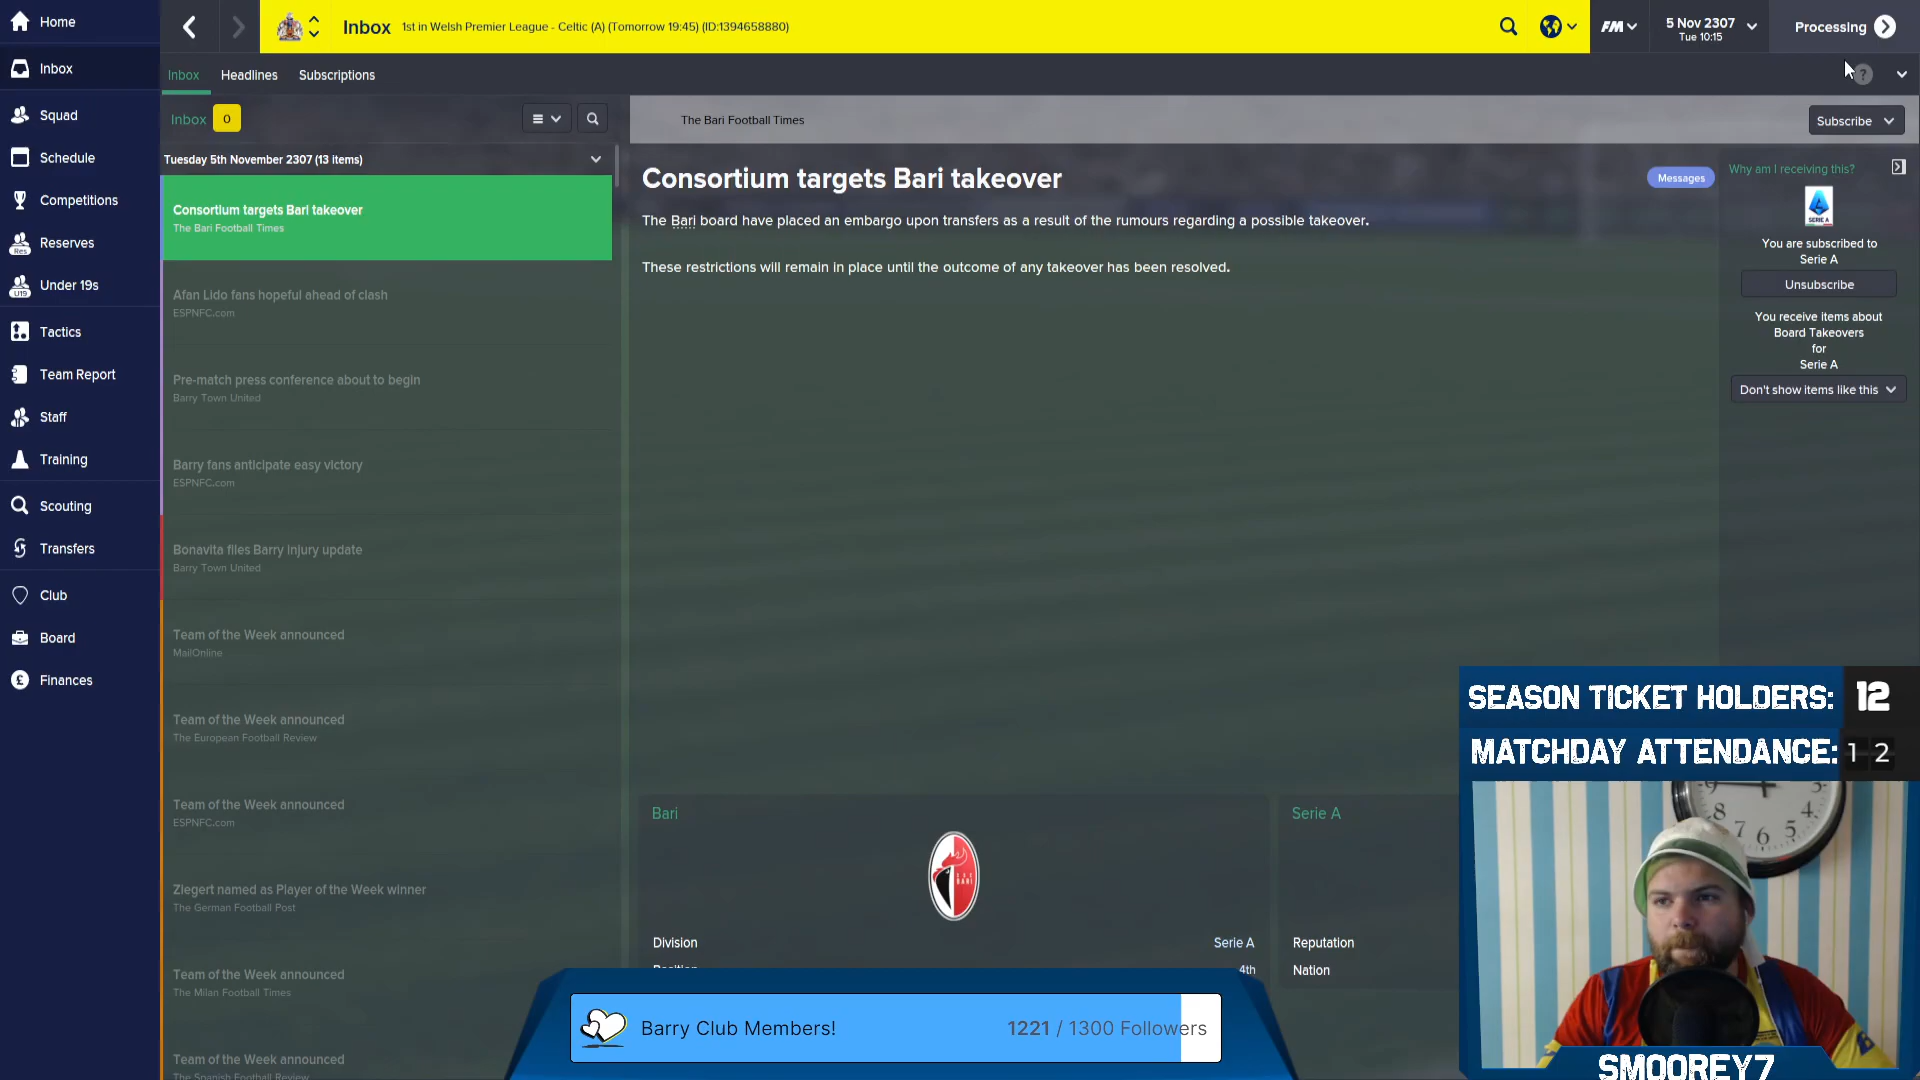 Home
Inbox
Squad
Schedule
Competitions
Reserves
Under 19s
Tactics
Team Report
Staff
Training
Scouting
Transfers
Club
Board
Finances
Inbox 1st in Welsh Premier League - Celtic (A) (Tomorrow 19:45) (ID:1394658880)
FM
5 Nov 2307
Tue 10:15
Processing
Inbox Headlines Subscriptions
?
Inbox 0
Tuesday 5th November 2307 (13 items)
Consortium targets Bari takeover
The Bari Football Times
Afan Lido fans hopeful ahead of clash
ESPNFC.com
Pre-match press conference about to begin
Barry Town United
Barry fans anticipate easy victory
ESPNFC.com
Bonavita files Barry injury update
Barry Town United
Team of the Week announced
MailOnline
Team of the Week announced
The European Football Review
Team of the Week announced
ESPNFC.com
Ziegert named as Player of the Week winner
The German Football Post
Team of the Week announced
The Milan Football Times
Team of the Week announced
The Spanish Football Review
The Bari Football Times
Subscribe
Consortium targets Bari takeover
Messages
The Bari board have placed an embargo upon transfers as a result of the rumours regarding a possible takeover.
These restrictions will remain in place until the outcome of any takeover has been resolved.
Why am I receiving this?
SERIE A
You are subscribed to
Serie A
Unsubscribe
You receive items about
Board Takeovers
for
Serie A
Don't show items like this
Bari
Division Serie A
4th
Serie A
Reputation
Nation
SEASON TICKET HOLDERS: 12
MATCHDAY ATTENDANCE: 12
Barry Club Members! 1221 / 1300 Followers
SMOOREY7